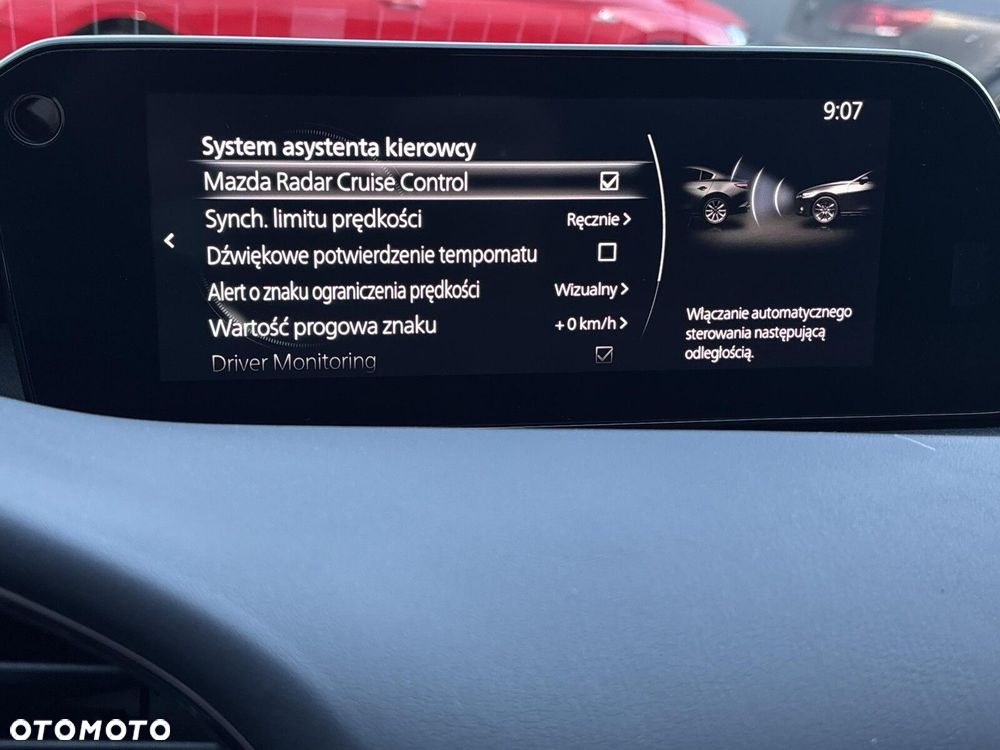 9:07
System asystenta kierowcy
Mazda Radar Cruise Control
Synch. limitu prędkości Ręcznie >
Dźwiękowe potwierdzenie tempomatu
Alert o znaku ograniczenia prędkości Wizualny >
Wartość progowa znaku + 0 km/h >
Driver Monitoring
Włączanie automatycznego
sterowania następującą
odległością.
OTOMOTO